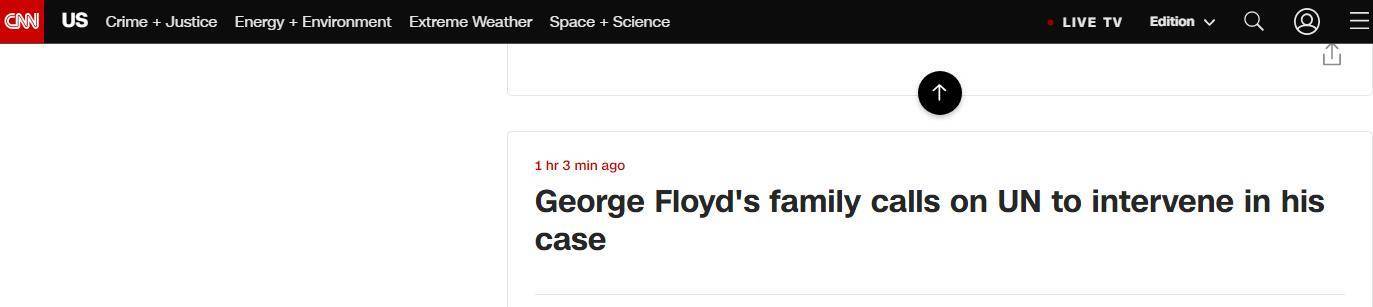 CNN US Crime + Justice Energy + Environment Extreme Weather Space + Science LIVE TV Edition
1 hr 3 min ago
George Floyd's family calls on UN to intervene in his
case